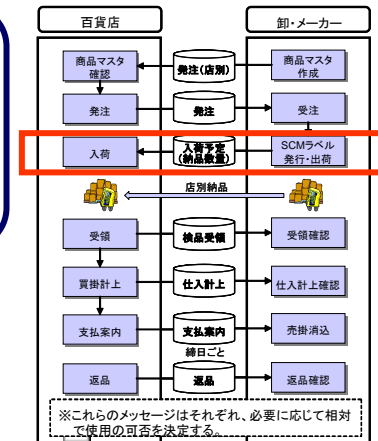 百貨店
卸・メーカー
商品マスタ
確認
発注(店別)
商品マスタ
作成
発注
発注
受注
入荷
入荷予定
(納品数量)
SCMラベル
発行・出荷
店別納品
受領
検品受領
受領確認
買掛計上
仕入計上
仕入計上確認
支払案内
支払案内
売掛消込
締日ごと
返品
返品
返品確認
※これらのメッセージはそれぞれ、必要に応じて相対
で使用の可否を決定する。